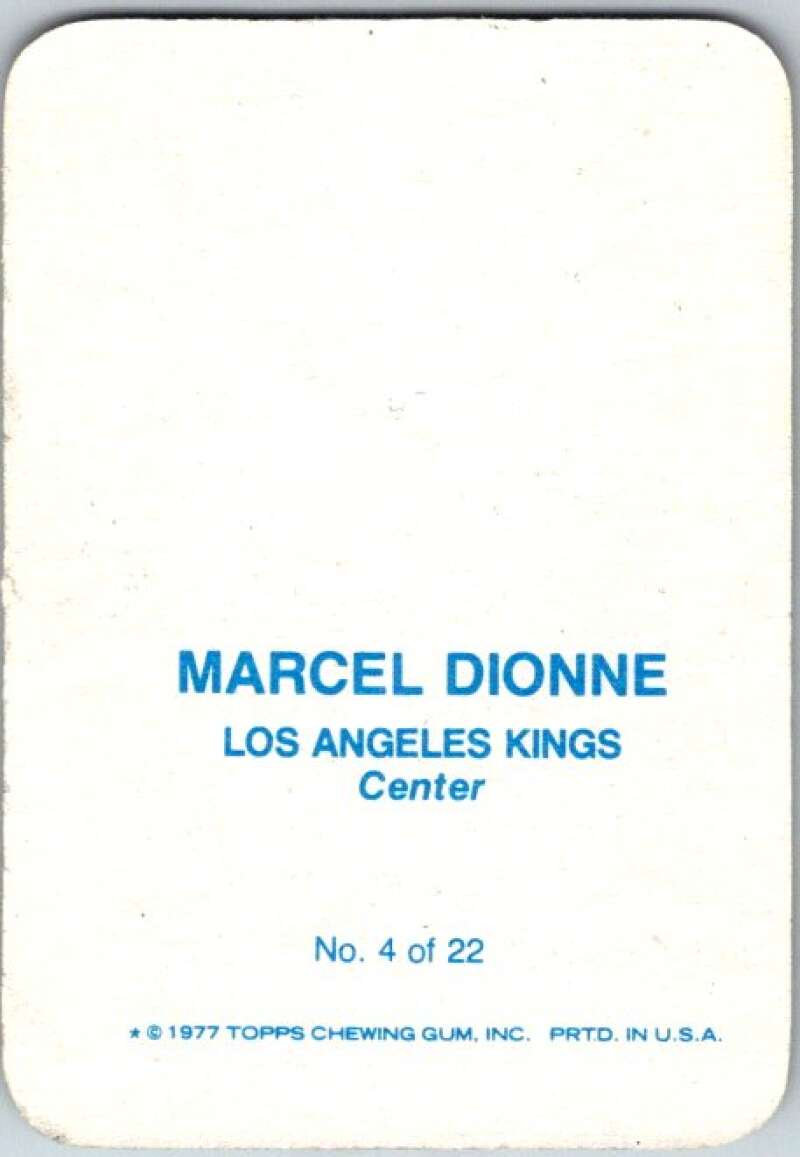 MARCEL DIONNE
LOS ANGELES KINGS
Center
No. 4 of 22
* © 1977 TOPPS CHEWING GUM, INC. PRTD. IN U.S.A.